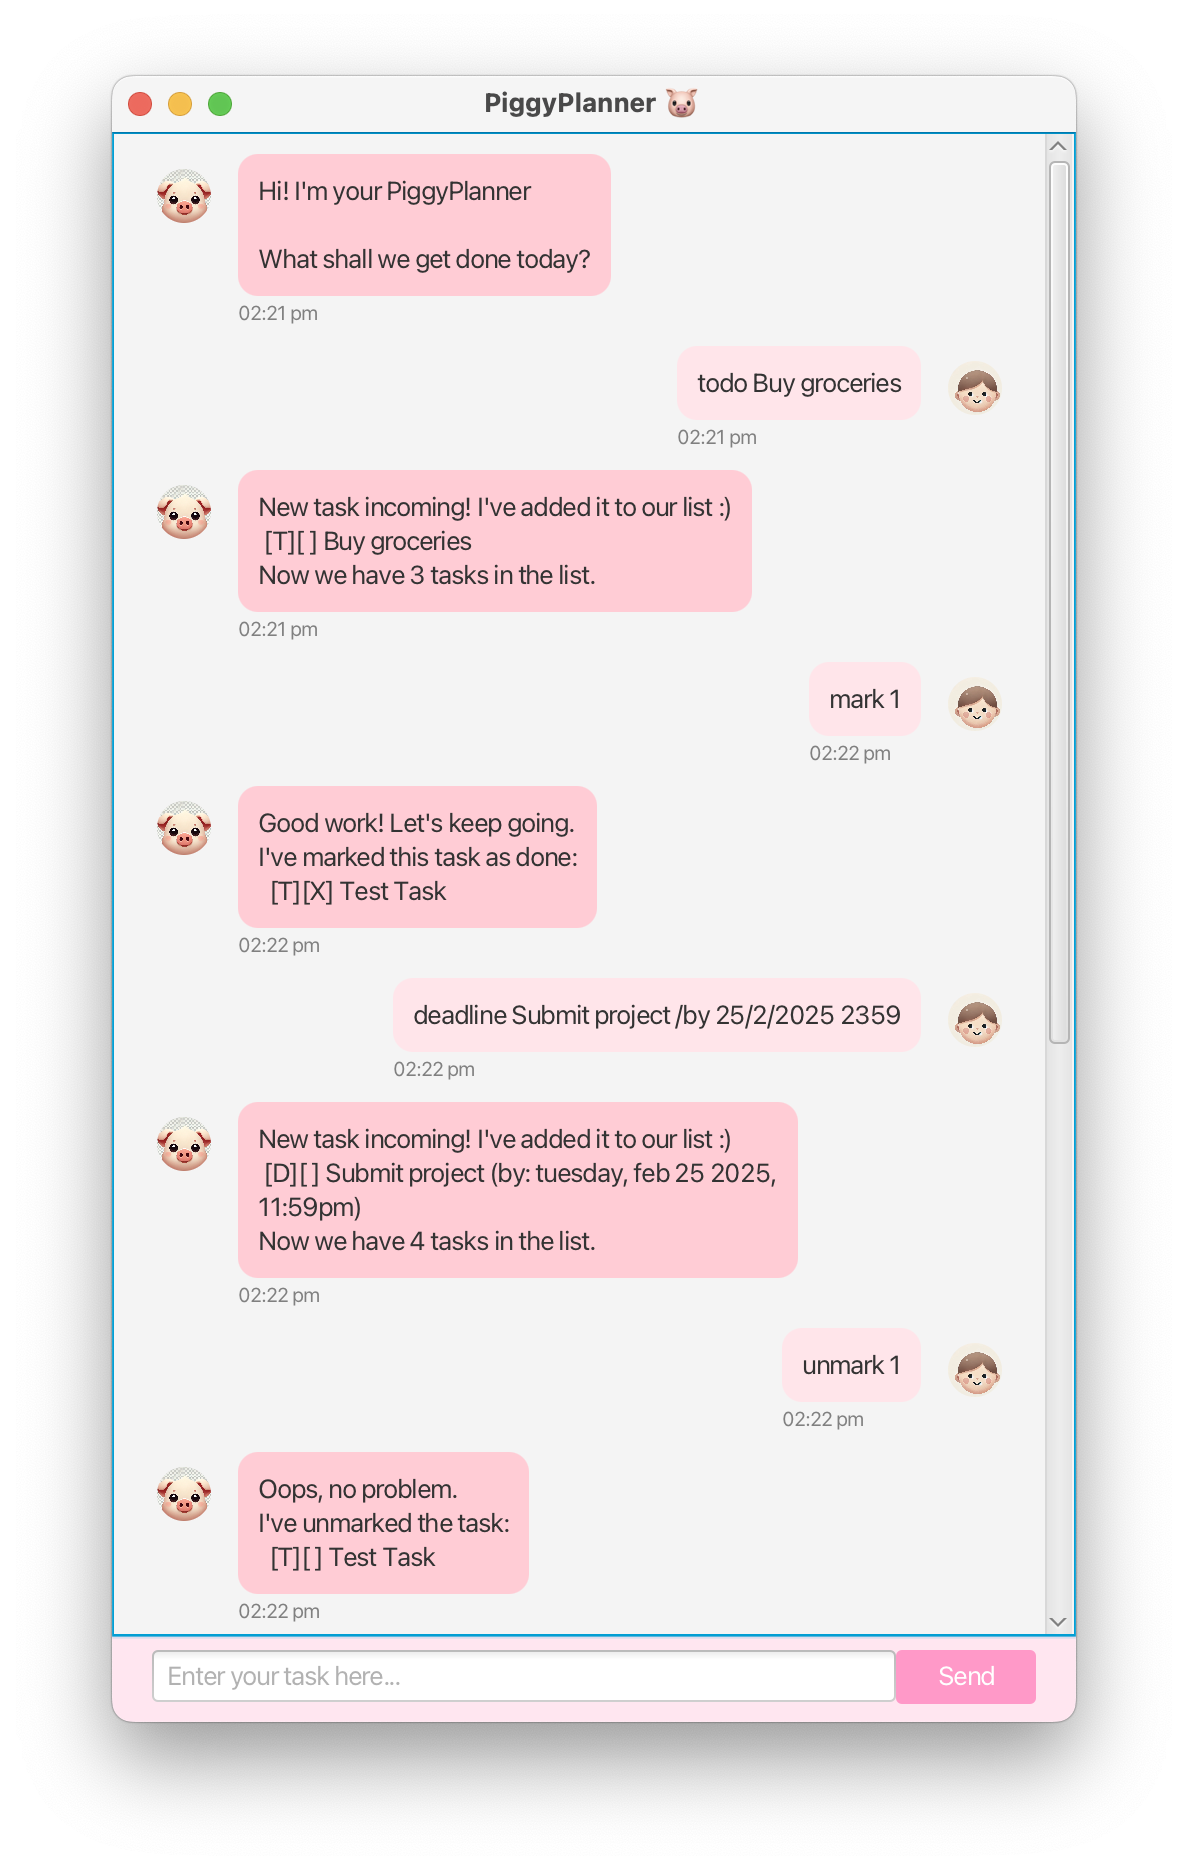 PiggyPlanner 🐷
Hi! I'm your PiggyPlanner
What shall we get done today?
02:21 pm
todo Buy groceries
02:21 pm
New task incoming! I've added it to our list :)
[T][ ] Buy groceries
Now we have 3 tasks in the list.
02:21 pm
mark 1
02:22 pm
Good work! Let's keep going.
I've marked this task as done:
[T][X] Test Task
02:22 pm
deadline Submit project /by 25/2/2025 2359
02:22 pm
New task incoming! I've added it to our list :)
[D][ ] Submit project (by: tuesday, feb 25 2025,
11:59pm)
Now we have 4 tasks in the list.
02:22 pm
unmark 1
02:22 pm
Oops, no problem.
I've unmarked the task:
[T][ ] Test Task
02:22 pm
Enter your task here...
Send